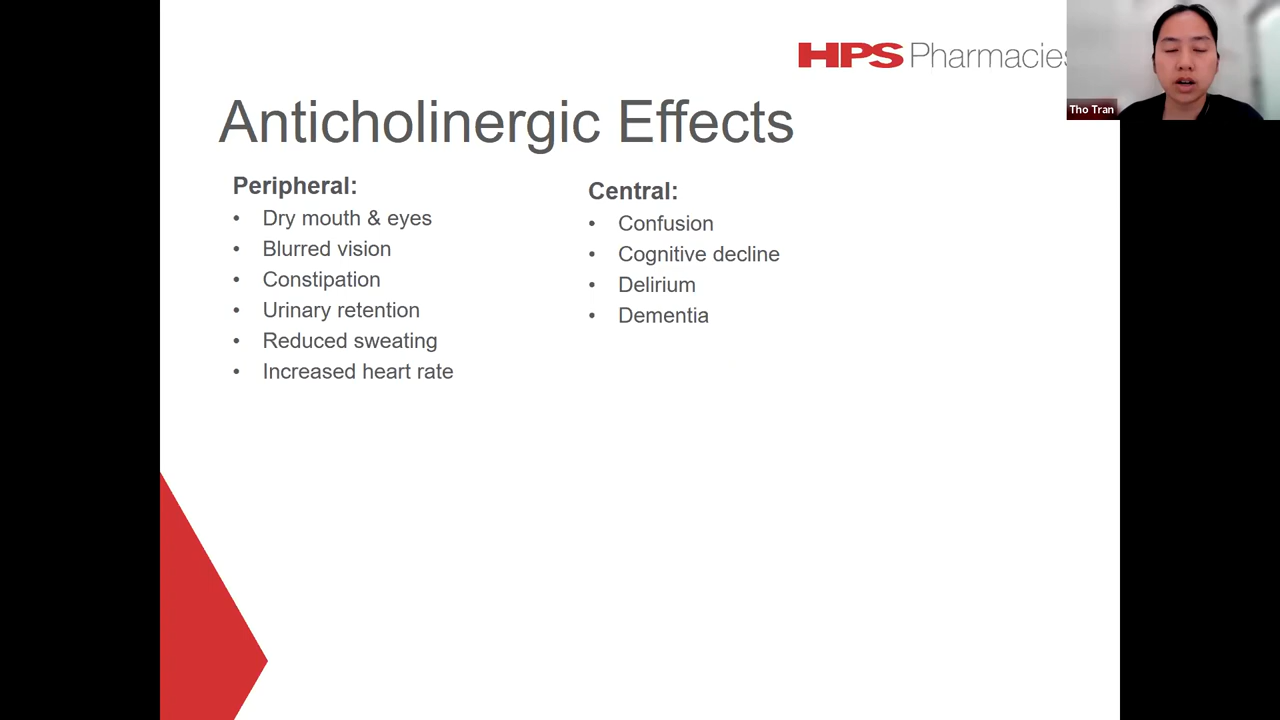 HPS Pharmacies
Tho Tran
Anticholinergic Effects
Peripheral:
• Dry mouth & eyes
• Blurred vision
• Constipation
• Urinary retention
• Reduced sweating
• Increased heart rate
Central:
• Confusion
• Cognitive decline
• Delirium
• Dementia